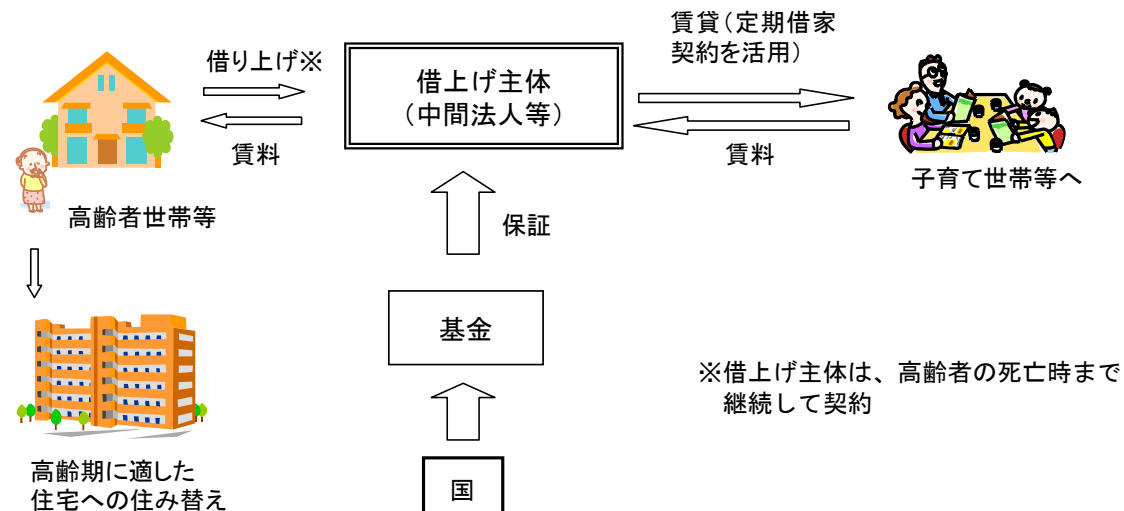 賃貸（定期借家
契約を活用）
借り上げ※
借上げ主体
（中間法人等）
賃料
賃料
子育て世帯等へ
高齢者世帯等
保証
基金
※借上げ主体は、高齢者の死亡時まで
継続して契約
高齢期に適した
住宅への住み替え
国